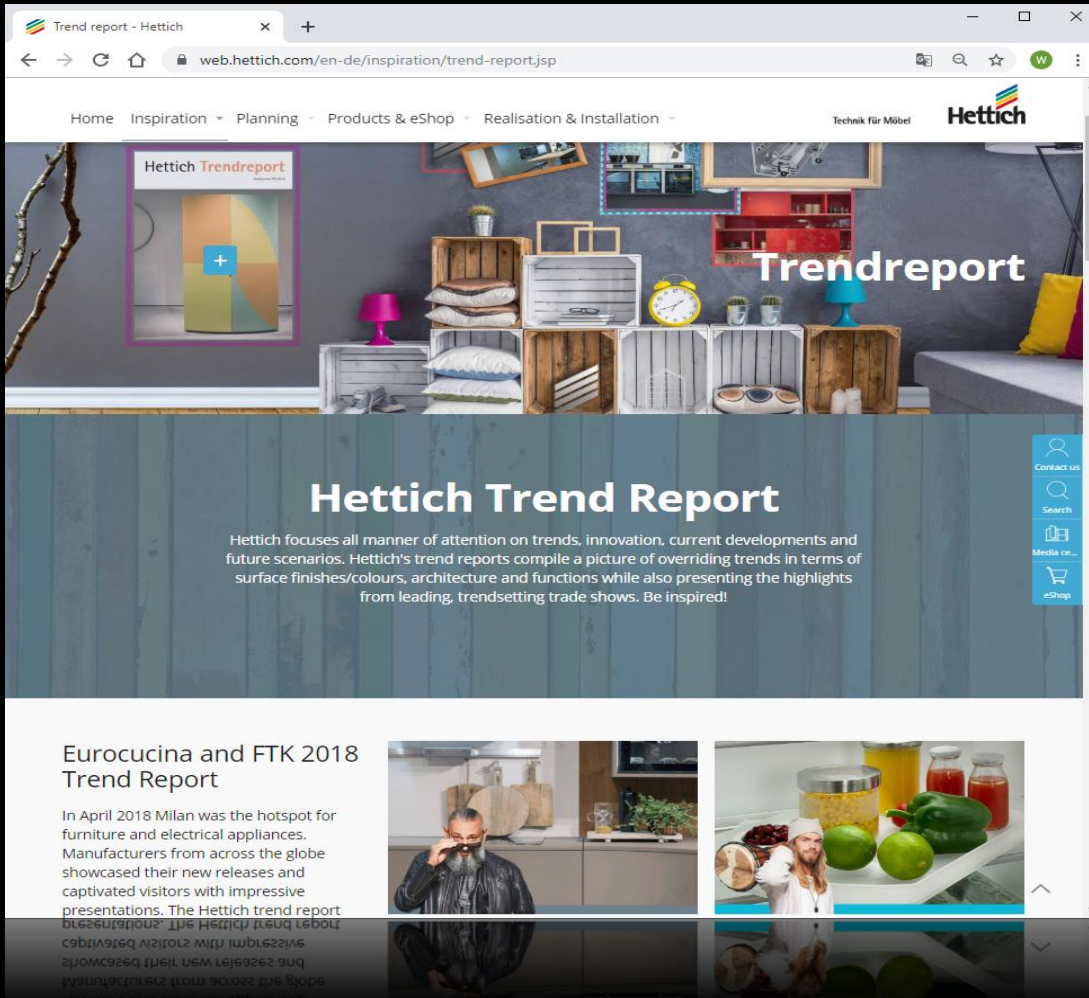 Trend report - Hettich
web.hettich.com/en-de/inspiration/trend-report.jsp
W
Home Inspiration Planning Products & eShop Realisation & Installation
Technik für Möbel
Hettich
Hettich Trendreport
Trendreport
Hettich Trend Report
Hettich focuses all manner of attention on trends, innovation, current developments and
future scenarios. Hettich's trend reports compile a picture of overriding trends in terms of
surface finishes/colours, architecture and functions while also presenting the highlights
from leading, trendsetting trade shows. Be inspired!
Contact us
Search
Media ce...
eShop
Eurocucina and FTK 2018
Trend Report
In April 2018 Milan was the hotspot for
furniture and electrical appliances.
Manufacturers from across the globe
showcased their new releases and
captivated visitors with impressive
presentations. The Hettich trend report